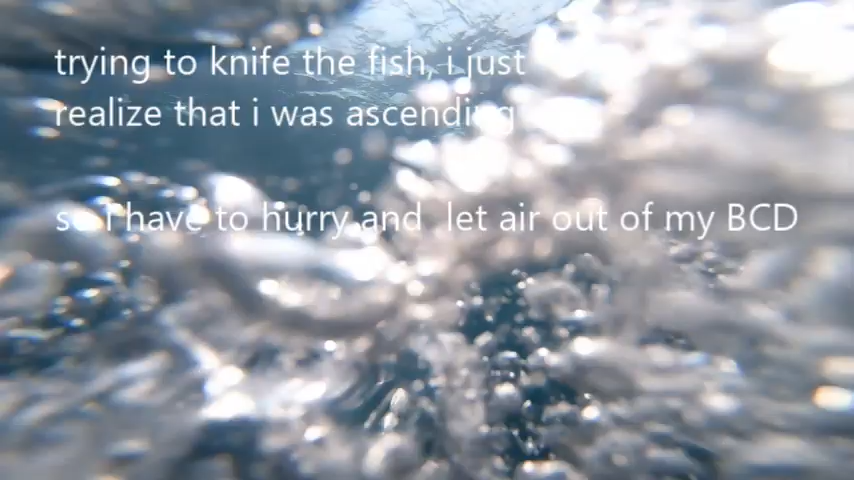 trying to knife the fish, i just
realize that i was ascending
so i have to hurry and let air out of my BCD